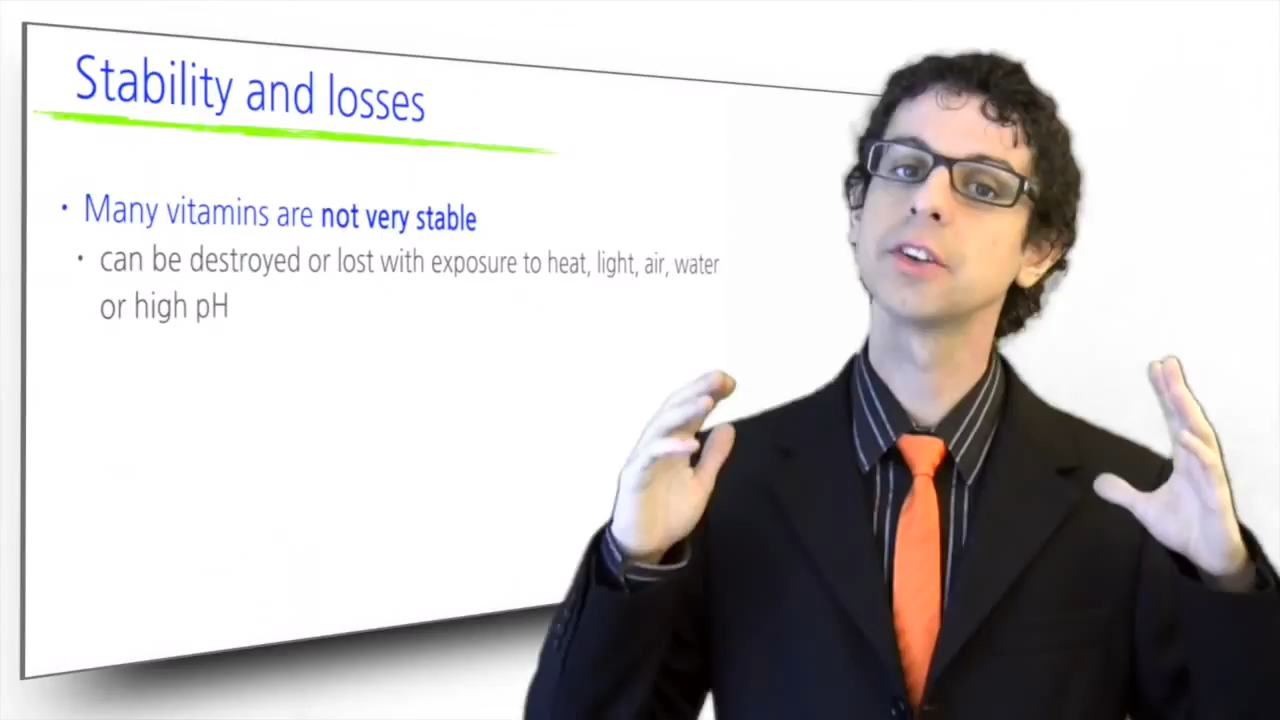 Stability and losses
• Many vitamins are not very stable
• can be destroyed or lost with exposure to heat, light, air, water
or high pH